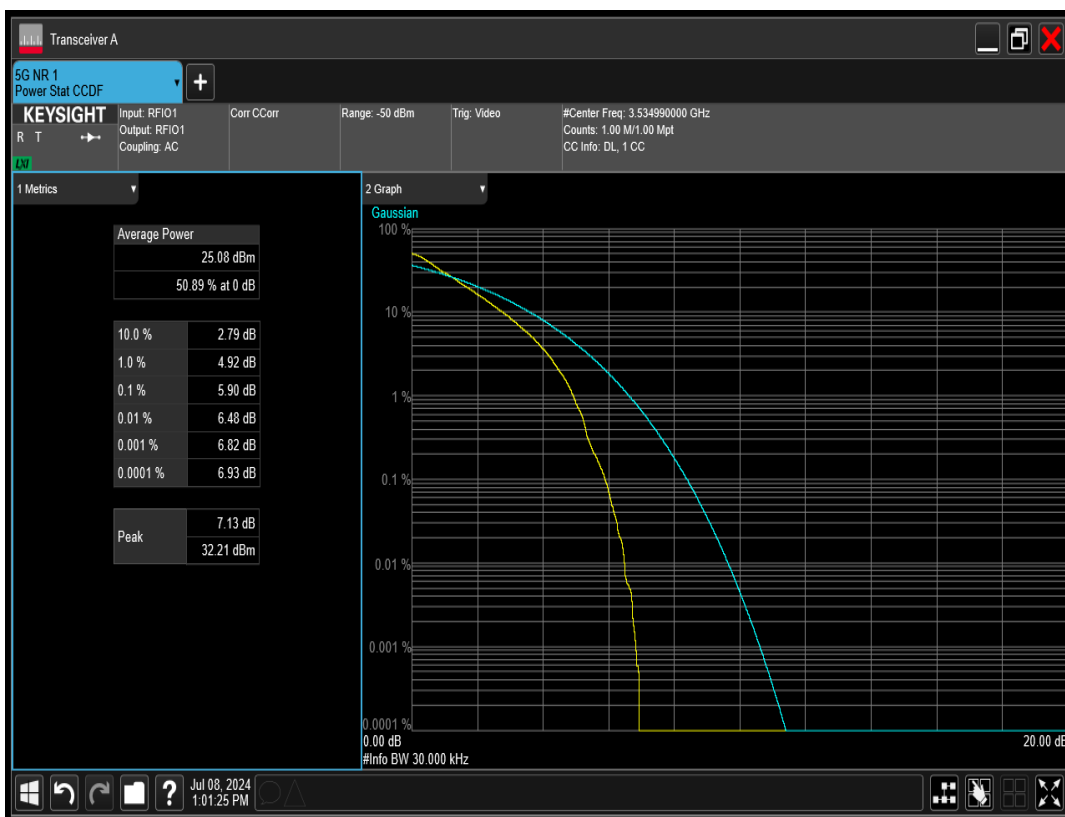 Transceiver A
5G NR 1
Power Stat CCDF
+
KEYSIGHT
R T
LXI
Input: RFIO1
Output: RFIO1
Coupling: AC
Corr CCorr
Range: -50 dBm
Trig: Video
#Center Freq: 3.534990000 GHz
Counts: 1.00 M/1.00 Mpt
CC Info: DL, 1 CC
1 Metrics
Average Power
25.08 dBm
50.89 % at 0 dB
10.0 % 2.79 dB
1.0 % 4.92 dB
0.1 % 5.90 dB
0.01 % 6.48 dB
0.001 % 6.82 dB
0.0001 % 6.93 dB
Peak
7.13 dB
32.21 dBm
2 Graph
Gaussian
100 %
10 %
1 %
0.1 %
0.01 %
0.001 %
0.0001 %
0.00 dB
20.00 dB
#Info BW 30.000 kHz
?
Jul 08, 2024
1:01:25 PM